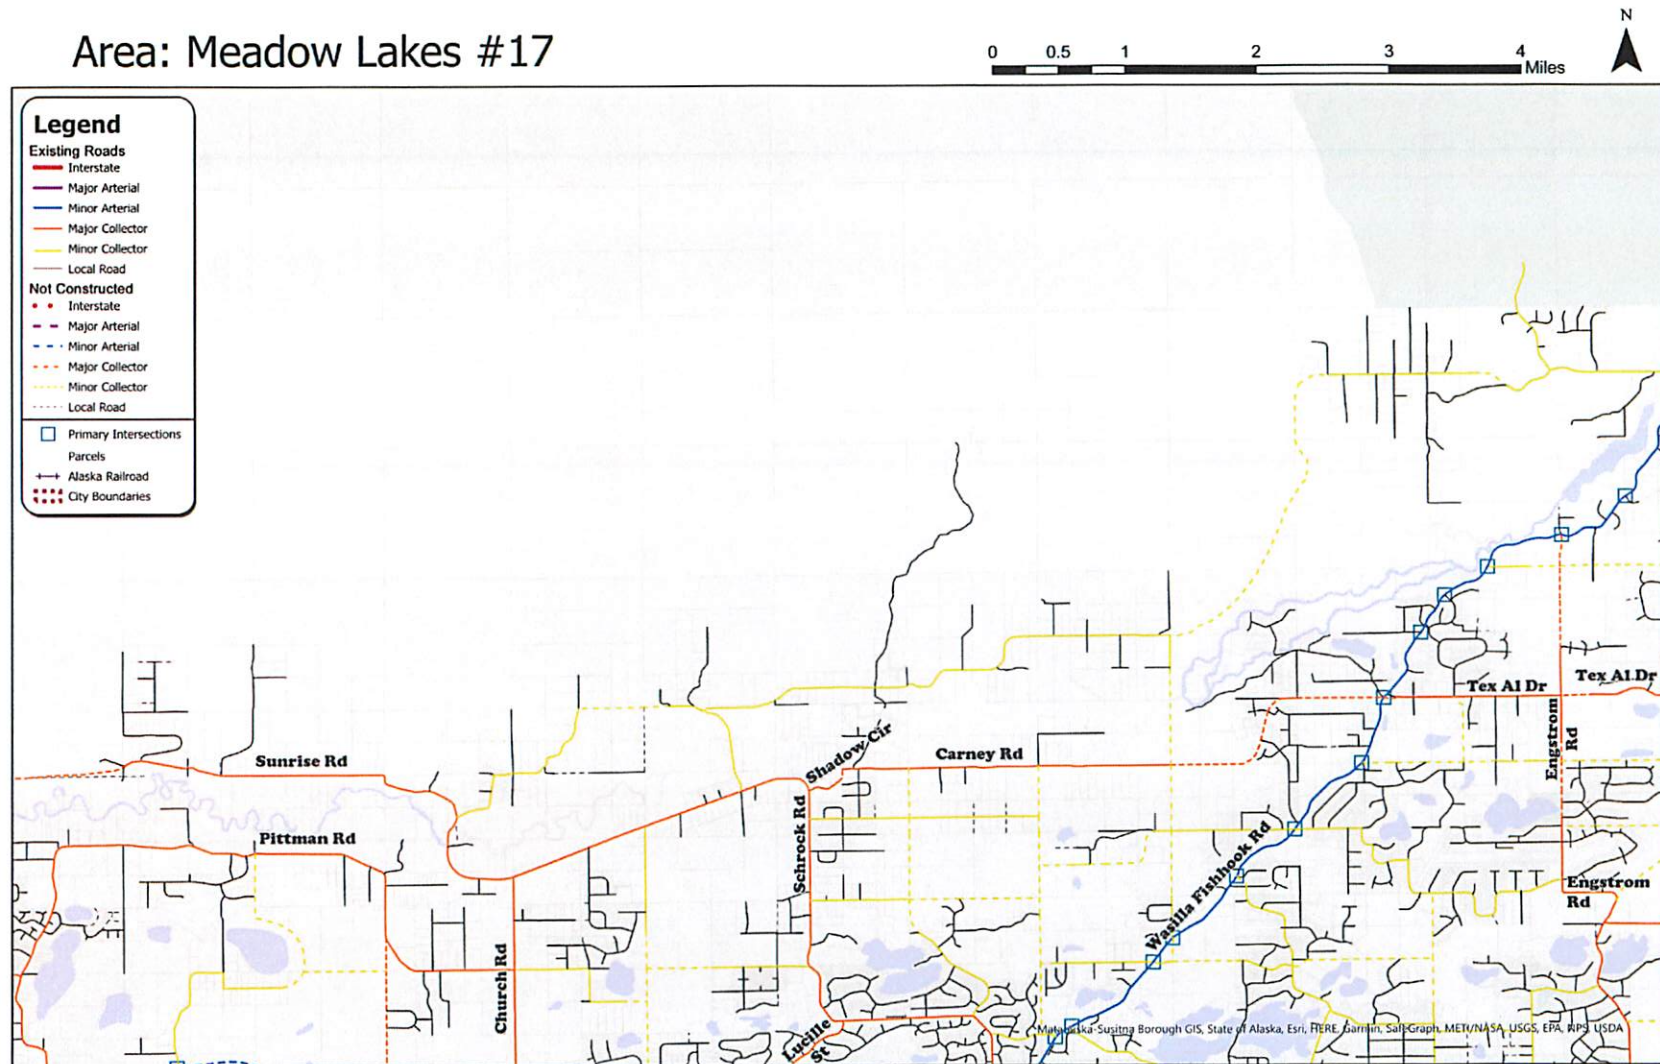 Area: Meadow Lakes #17
N
0 0.5 1 2 3 4
Miles
Legend
Existing Roads
Interstate
Major Arterial
Minor Arterial
Major Collector
Minor Collector
Local Road
Not Constructed
Interstate
Major Arterial
Minor Arterial
Major Collector
Minor Collector
Local Road
Primary Intersections
Parcels
Alaska Railroad
City Boundaries
Tex Al Dr
Tex Al Dr
Engstrom
Rd
Shadow Cir
Carney Rd
Sunrise Rd
Schrock Rd
Pittman Rd
Wasilla Fishhook Rd
Engstrom
Rd
Church Rd
Lucille
St
Matanuska-Susitna Borough GIS, State of Alaska, Esri, HERE, Garmin, SafeGraph, METI/NASA, USGS, EPA, NPS, USDA